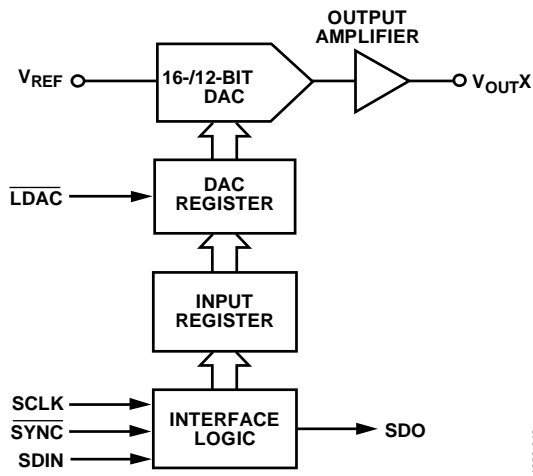 OUTPUT
AMPLIFIER
VREF
16-/12-BIT
DAC
VOUTX
LDAC
DAC
REGISTER
INPUT
REGISTER
SCLK
SYNC
SDIN
INTERFACE
LOGIC
SDO